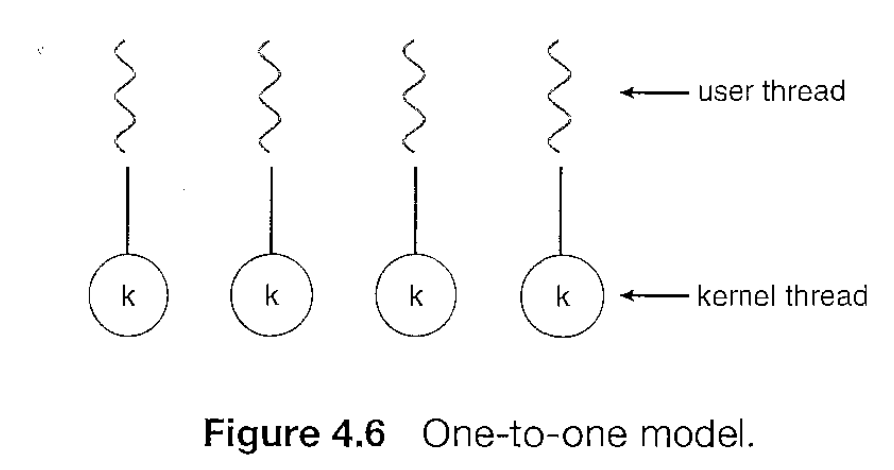 user thread
k k k k
kernel thread
Figure 4.6 One-to-one model.